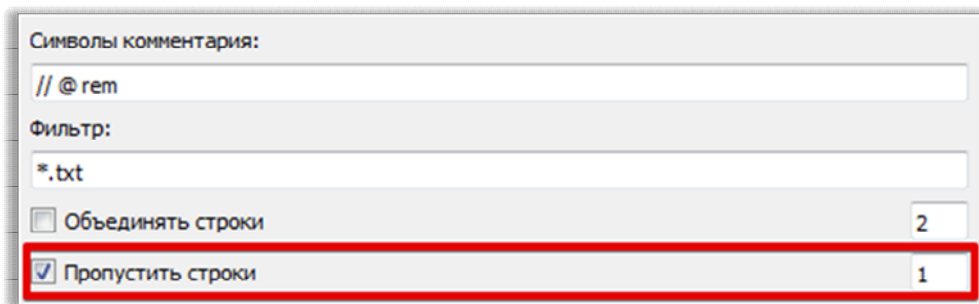 Символы комментария:
// @ rem
Фильтр:
*.txt
Объединять строки 2
Пропустить строки 1